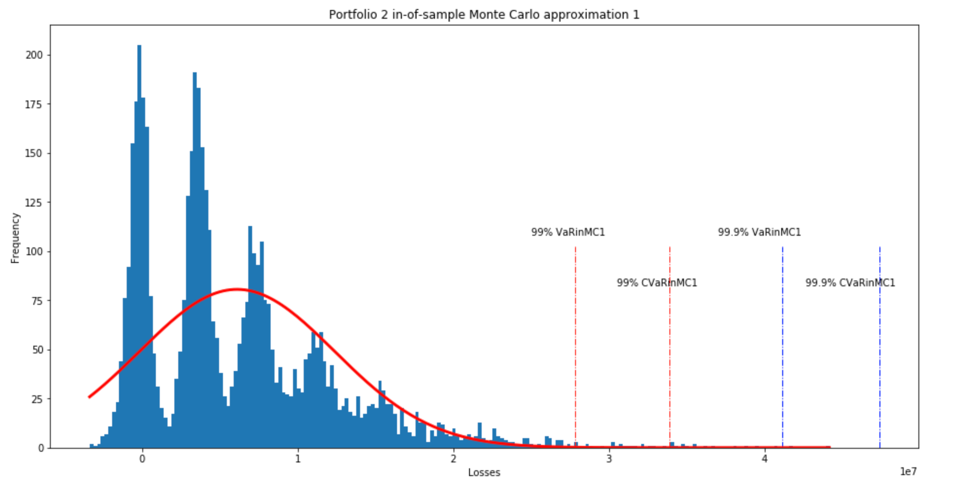 Portfolio 2 in-of-sample Monte Carlo approximation 1
200
175
150
125
100
75
50
25
0
Frequency
99% VaRinMC1
99.9% VaRinMC1
99% CVaRinMC1
99.9% CVaRinMC1
0 1 2 3 4
Losses
1e7